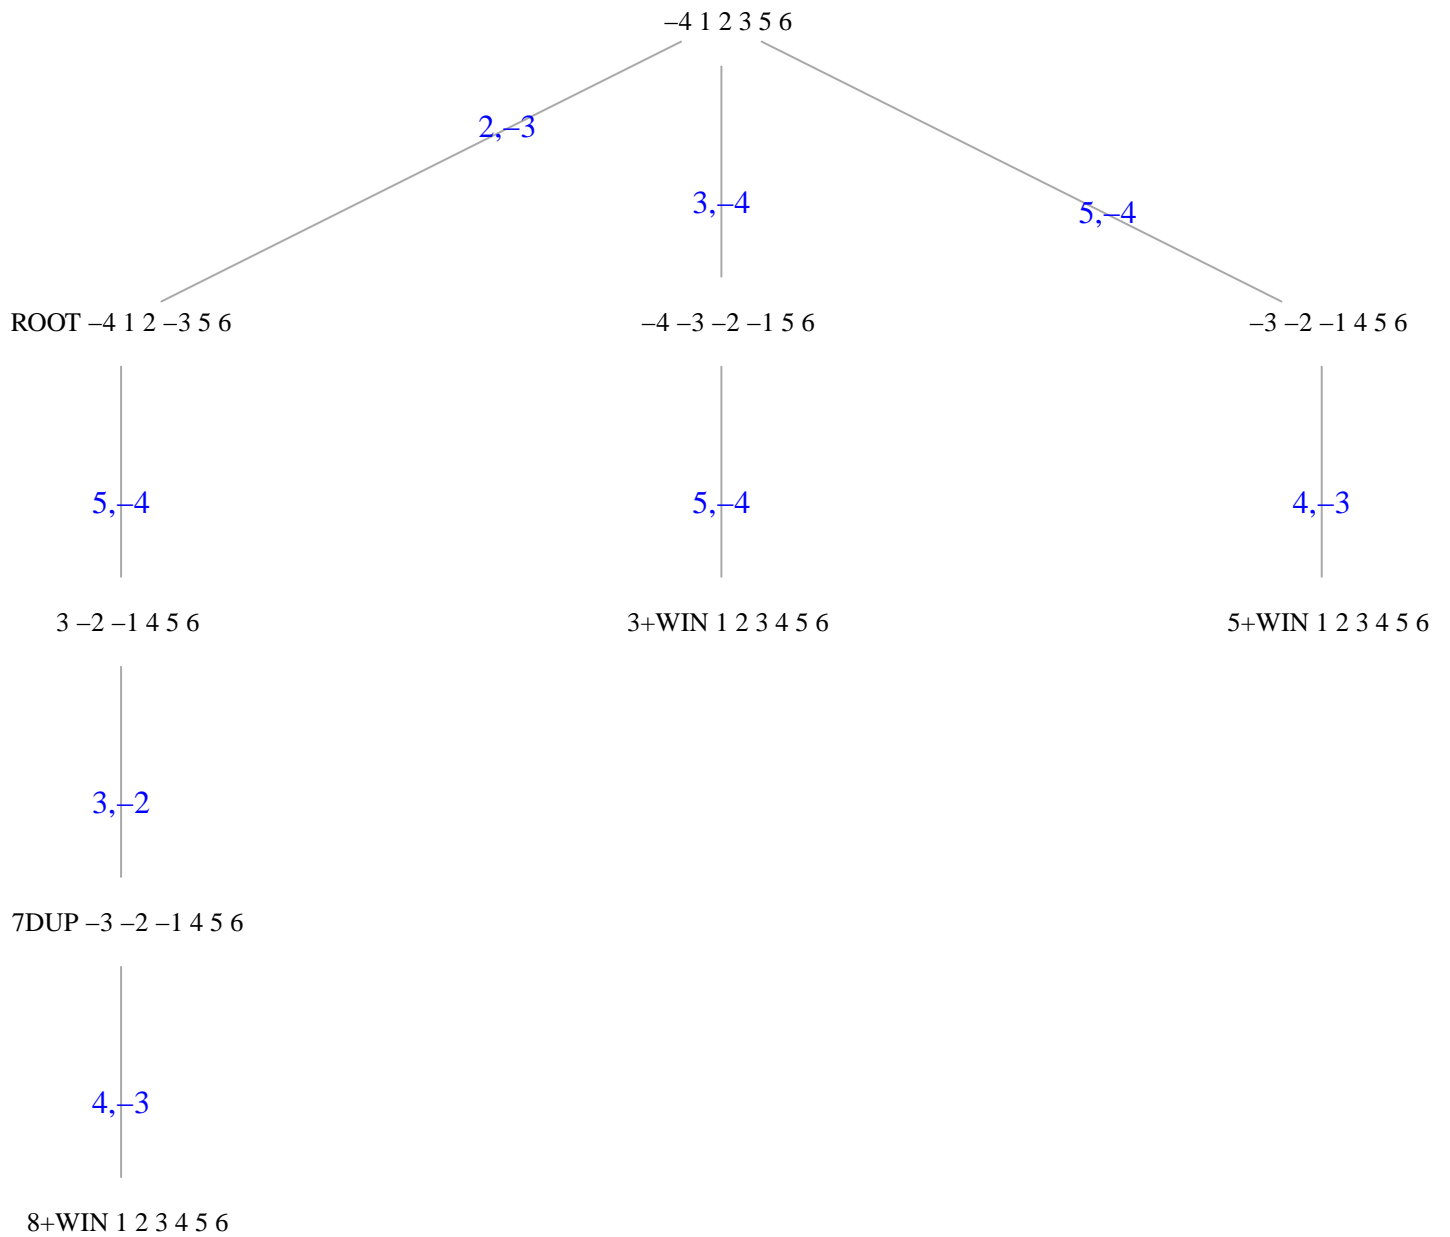 –4 1 2 3 5 6
2,–3
3,–4
5,–4
ROOT –4 1 2 –3 5 6
–4 –3 –2 –1 5 6
–3 –2 –1 4 5 6
5,–4
5,–4
4,–3
3 –2 –1 4 5 6
3+WIN 1 2 3 4 5 6
5+WIN 1 2 3 4 5 6
3,–2
7DUP –3 –2 –1 4 5 6
4,–3
8+WIN 1 2 3 4 5 6